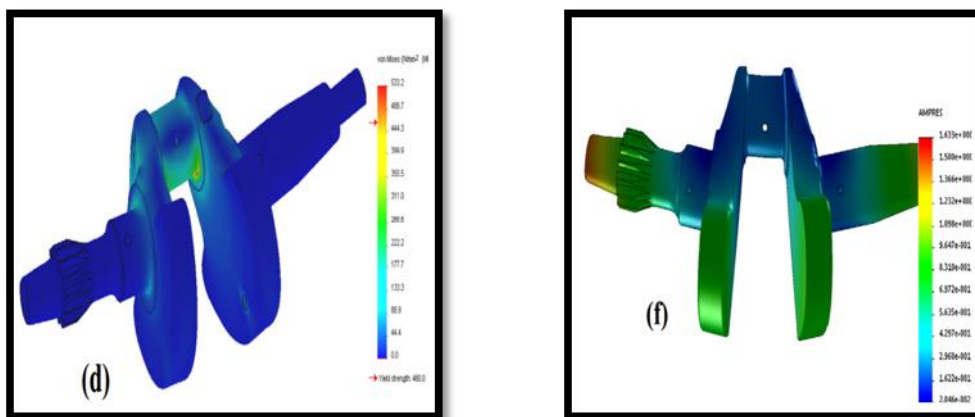 von Mises (N/mm^2 (M
533.2
488.7
444.3
399.9
355.5
311.0
266.6
222.2
177.7
133.3
88.9
44.4
0.0
Yield strength: 460.0
(d)
AMPRES
1.633e+000
1.500e+000
1.366e+000
1.232e+000
1.098e+000
9.647e-001
8.310e-001
6.972e-001
5.635e-001
2.960e-001
1.622e-001
2.846e-002
(f)